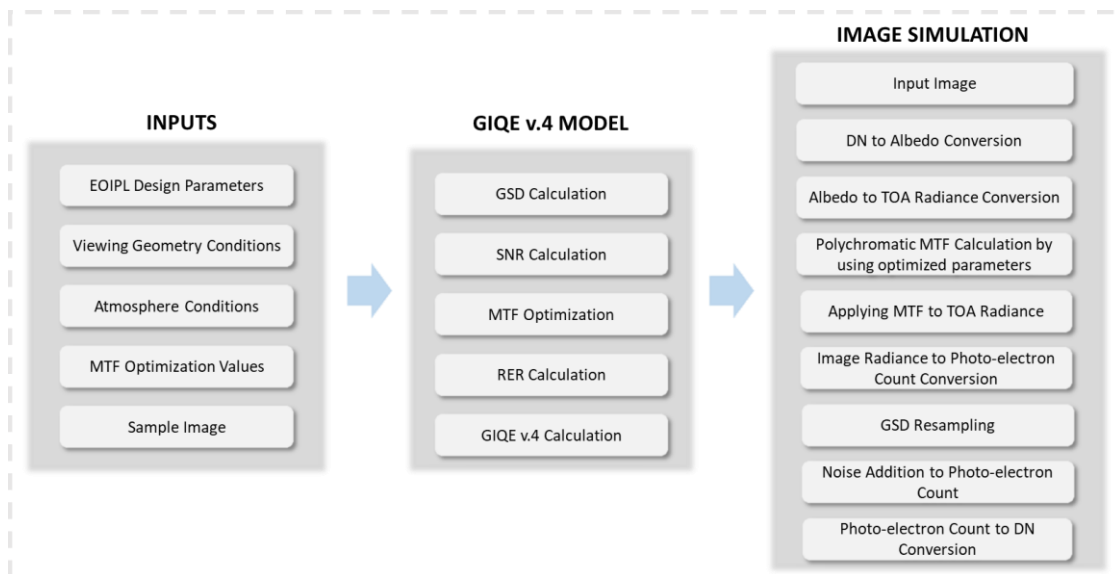 INPUTS
EOIPL Design Parameters
Viewing Geometry Conditions
Atmosphere Conditions
MTF Optimization Values
Sample Image
GIQE v.4 MODEL
GSD Calculation
SNR Calculation
MTF Optimization
RER Calculation
GIQE v.4 Calculation
IMAGE SIMULATION
Input Image
DN to Albedo Conversion
Albedo to TOA Radiance Conversion
Polychromatic MTF Calculation by
using optimized parameters
Applying MTF to TOA Radiance
Image Radiance to Photo-electron
Count Conversion
GSD Resampling
Noise Addition to Photo-electron
Count
Photo-electron Count to DN
Conversion